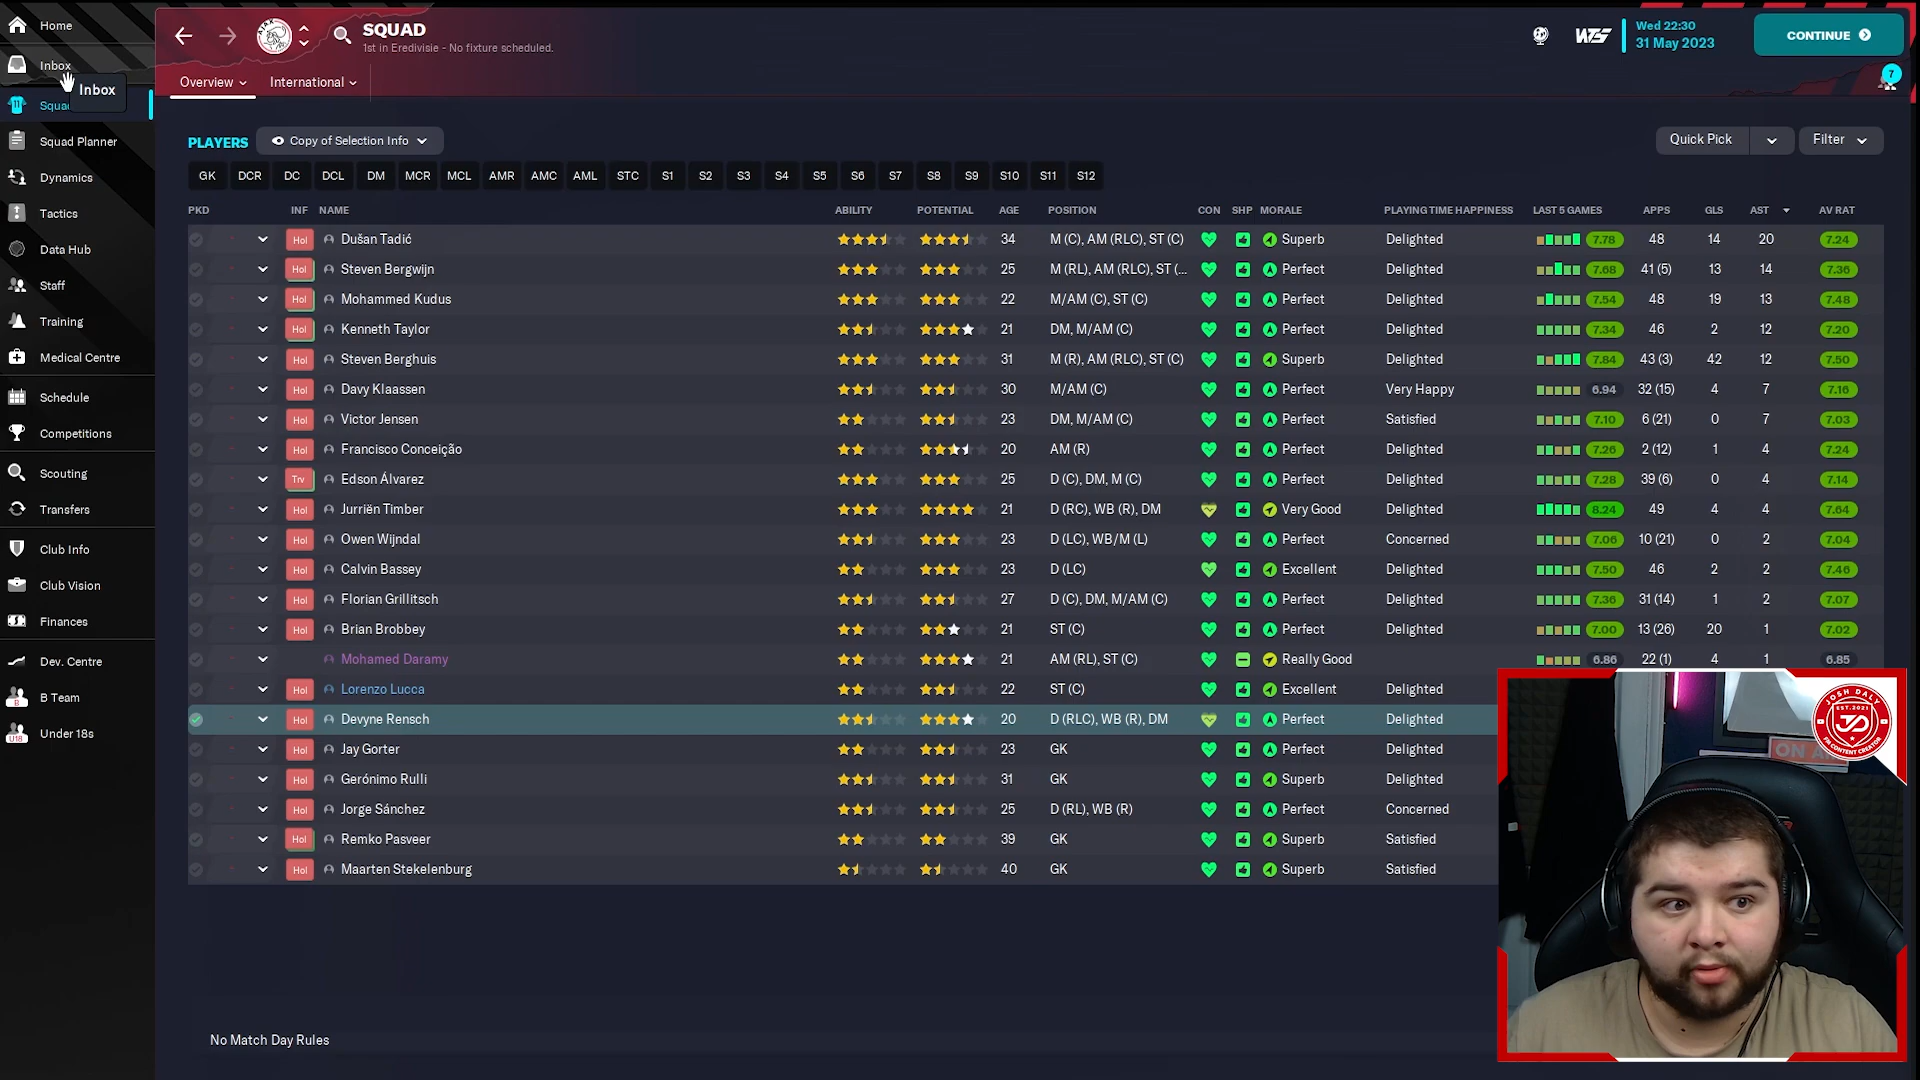 Home
Inbox
Inbox
Squa
Squad Planner
Dynamics
Tactics
Data Hub
Staff
Training
Medical Centre
Schedule
Competitions
Scouting
Transfers
Club Info
Club Vision
Finances
Dev. Centre
B Team
Under 18s
SQUAD
1st in Eredivisie - No fixture scheduled.
Wed 22:30
31 May 2023
CONTINUE
7
Overview International
PLAYERS Copy of Selection Info Quick Pick Filter
GK DCR DC DCL DM MCR MCL AMR AMC AML STC S1 S2 S3 S4 S5 S6 S7 S8 S9 S10 S11 S12
PKD INF NAME ABILITY POTENTIAL AGE POSITION CON SHP MORALE PLAYING TIME HAPPINESS LAST 5 GAMES APPS GLS AST AV RAT
Hol Dušan Tadić 34 M (C), AM (RLC), ST (C) Superb Delighted 7.78 48 14 20 7.24
Hol Steven Bergwijn 25 M (RL), AM (RLC), ST (... Perfect Delighted 7.68 41 (5) 13 14 7.36
Hol Mohammed Kudus 22 M/AM (C), ST (C) Perfect Delighted 7.54 48 19 13 7.48
Hol Kenneth Taylor 21 DM, M/AM (C) Perfect Delighted 7.34 46 2 12 7.20
Hol Steven Berghuis 31 M (R), AM (RLC), ST (C) Superb Delighted 7.84 43 (3) 42 12 7.50
Hol Davy Klaassen 30 M/AM (C) Perfect Very Happy 6.94 32 (15) 4 7 7.16
Hol Victor Jensen 23 DM, M/AM (C) Perfect Satisfied 7.10 6 (21) 0 7 7.03
Hol Francisco Conceição 20 AM (R) Perfect Delighted 7.26 2 (12) 1 4 7.24
Trv Edson Álvarez 25 D (C), DM, M (C) Perfect Delighted 7.28 39 (6) 0 4 7.14
Hol Jurriën Timber 21 D (RC), WB (R), DM Very Good Delighted 8.24 49 4 4 7.64
Hol Owen Wijndal 23 D (LC), WB/M (L) Perfect Concerned 7.06 10 (21) 0 2 7.04
Hol Calvin Bassey 23 D (LC) Excellent Delighted 7.50 46 2 2 7.46
Hol Florian Grillitsch 27 D (C), DM, M/AM (C) Perfect Delighted 7.36 31 (14) 1 2 7.07
Hol Brian Brobbey 21 ST (C) Perfect Delighted 7.00 13 (26) 20 1 7.02
Mohamed Daramy 21 AM (RL), ST (C) Really Good 6.86 22 (1) 4 1 6.85
Hol Lorenzo Lucca 22 ST (C) Excellent Delighted
Hol Devyne Rensch 20 D (RLC), WB (R), DM Perfect Delighted
Hol Jay Gorter 23 GK Perfect Delighted
Hol Gerónimo Rulli 31 GK Superb Delighted
Hol Jorge Sánchez 25 D (RL), WB (R) Perfect Concerned
Hol Remko Pasveer 39 GK Superb Satisfied
Hol Maarten Stekelenburg 40 GK Superb Satisfied
No Match Day Rules
JOSH DALY
EST.2021
FM CONTENT CREATOR